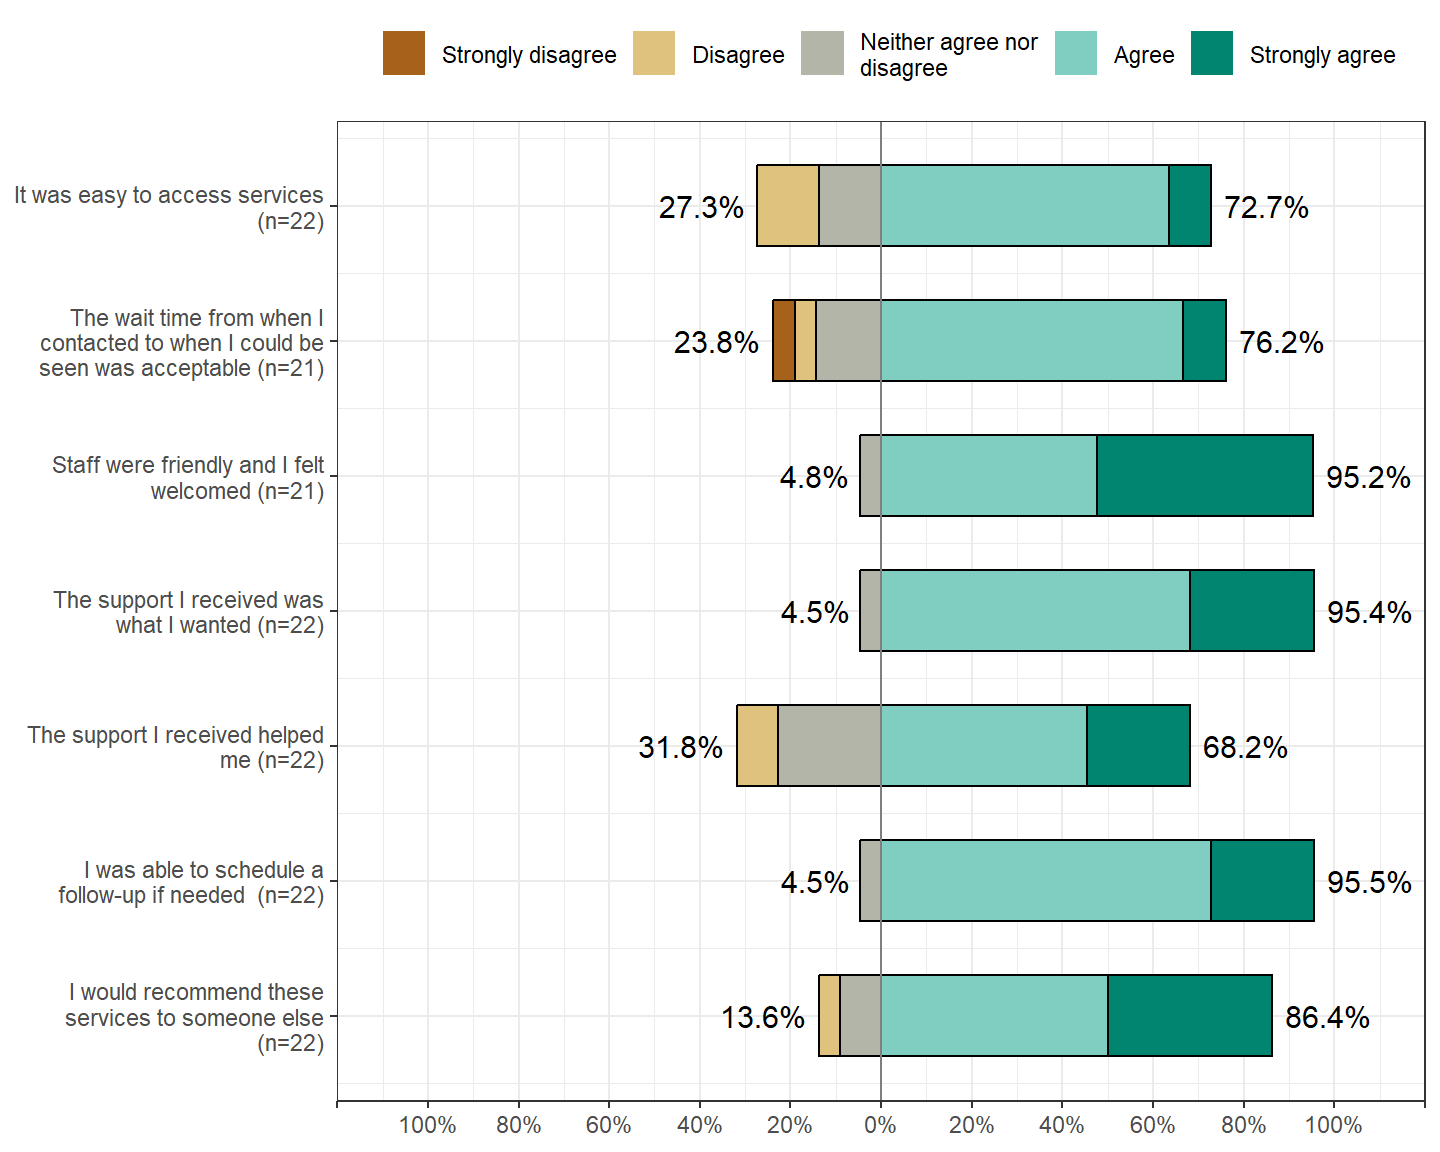 Strongly disagree
Disagree
Neither agree nor
disagree
Agree
Strongly agree
It was easy to access services
(n=22)
27.3%
72.7%
The wait time from when I
contacted to when I could be
seen was acceptable (n=21)
23.8%
76.2%
Staff were friendly and I felt
welcomed (n=21)
4.8%
95.2%
The support I received was
what I wanted (n=22)
4.5%
95.4%
The support I received helped
me (n=22)
31.8%
68.2%
I was able to schedule a
follow-up if needed  (n=22)
4.5%
95.5%
I would recommend these
services to someone else
(n=22)
13.6%
86.4%
100% 80% 60% 40% 20% 0% 20% 40% 60% 80% 100%